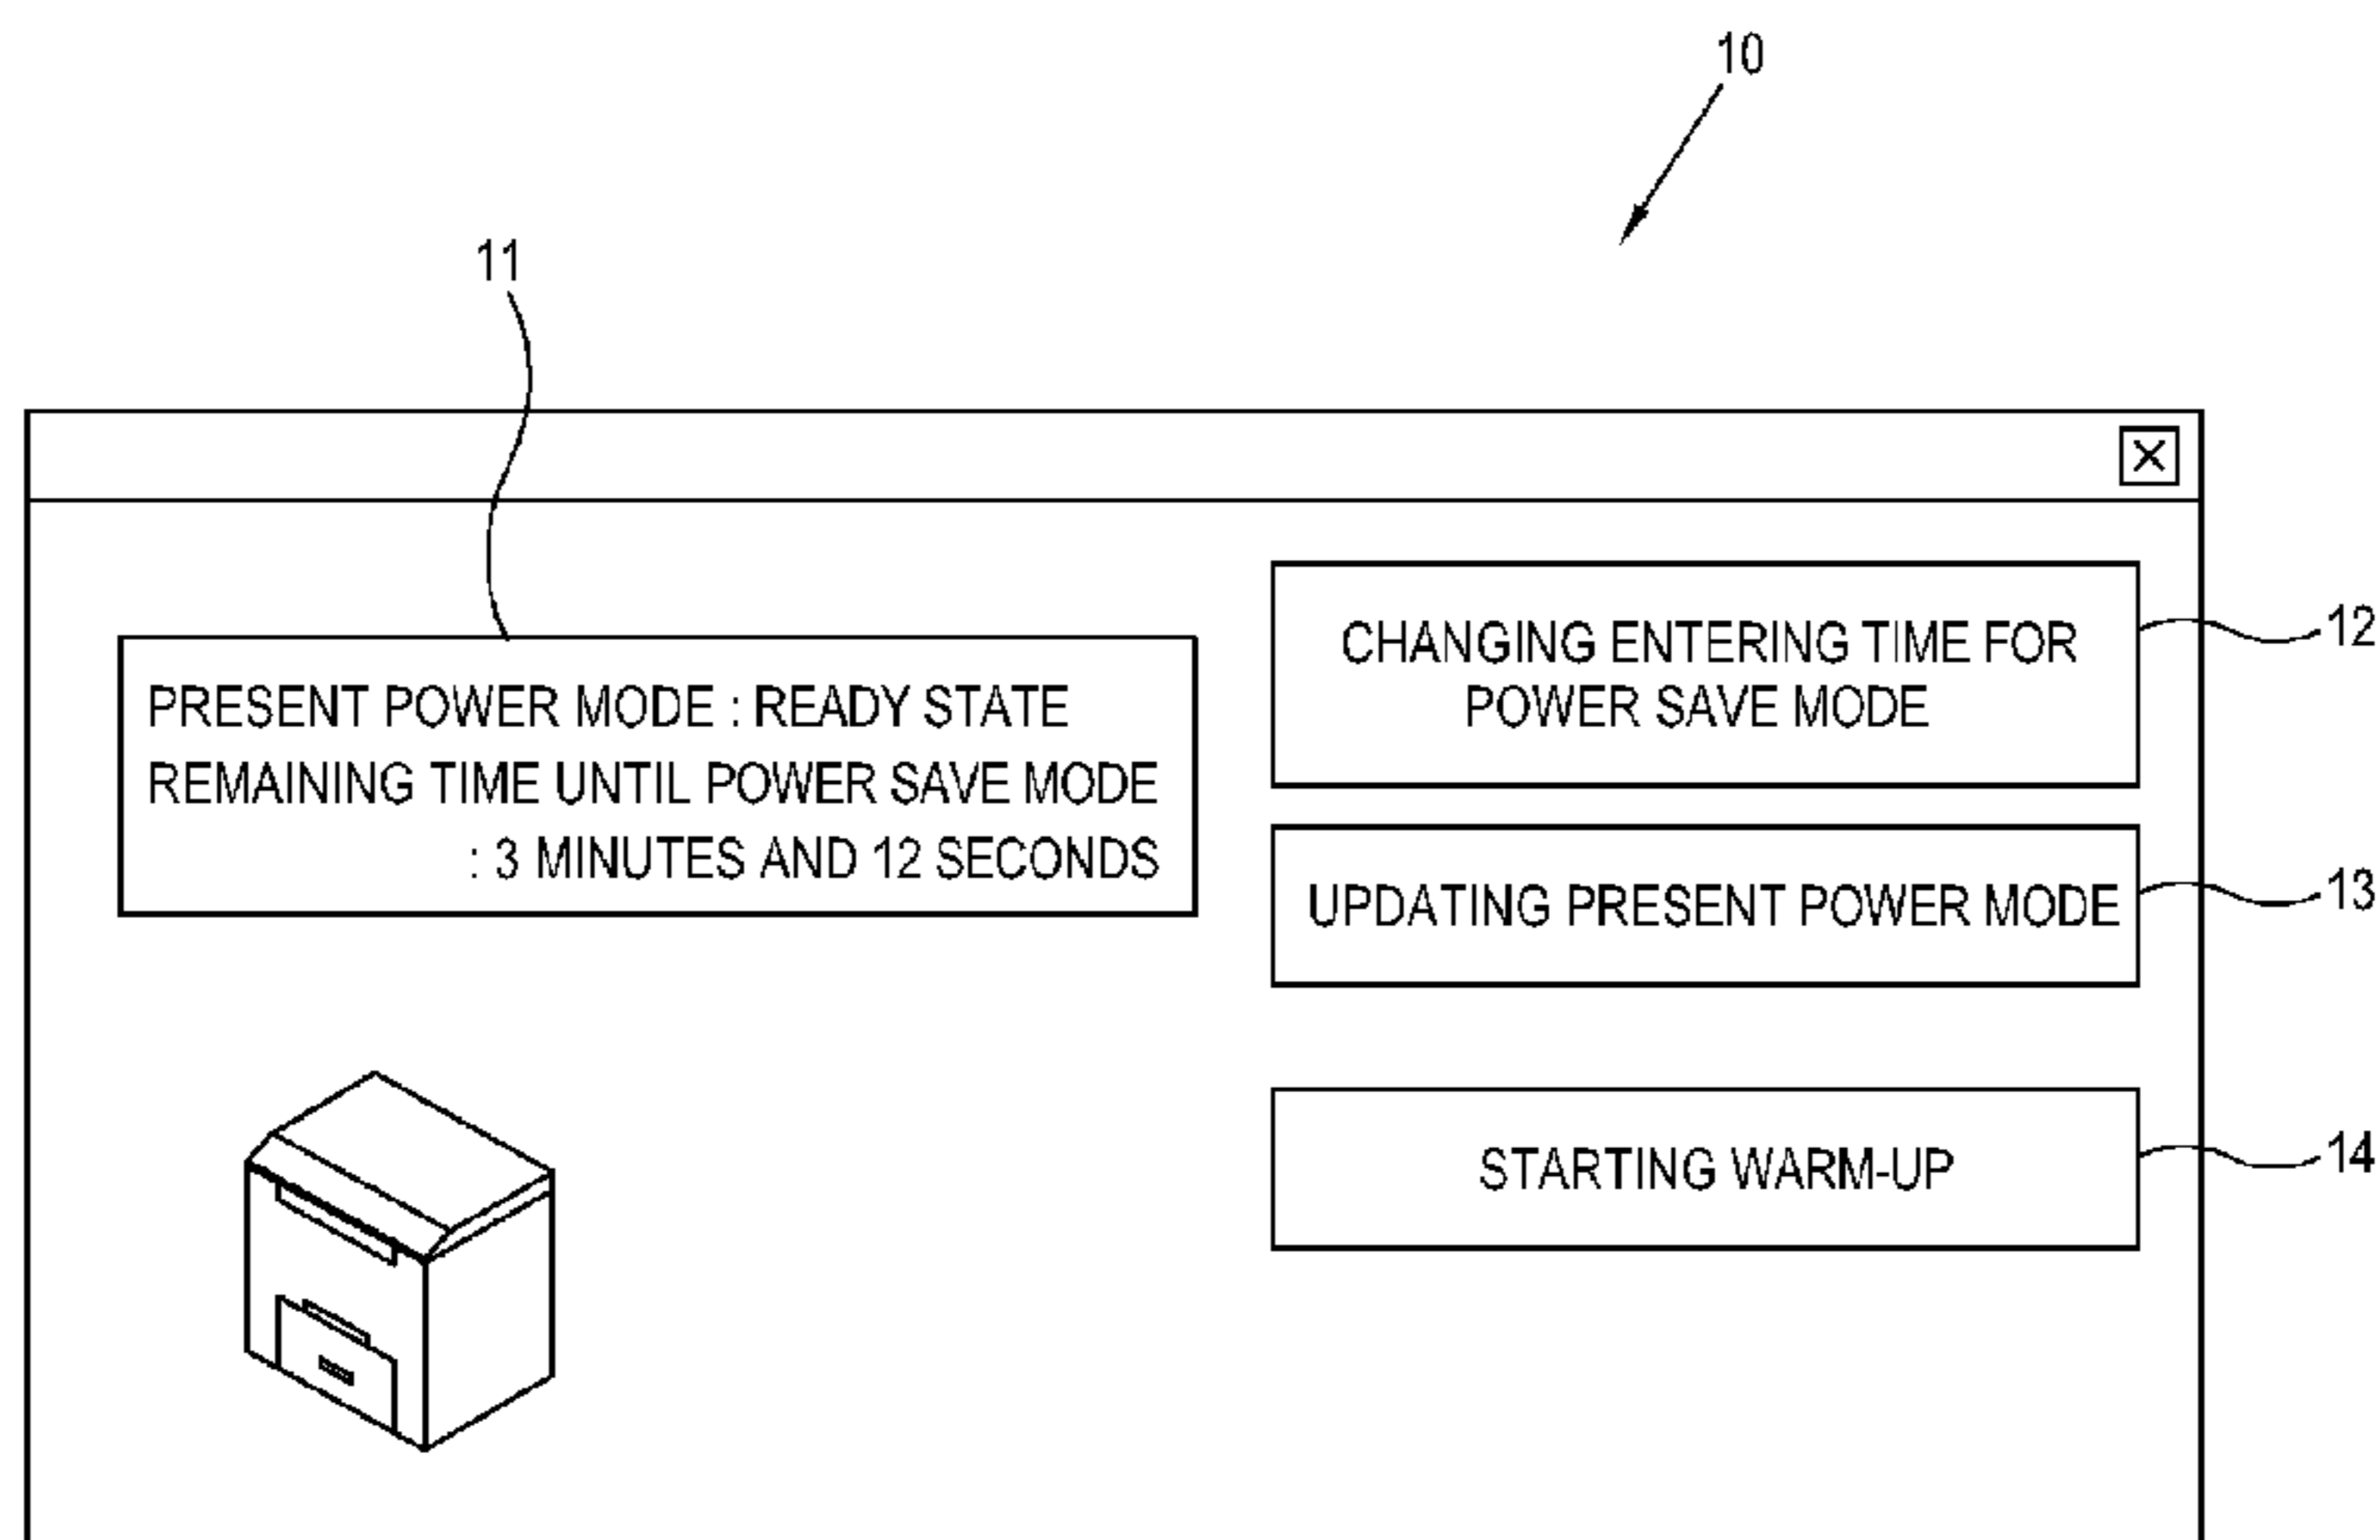 10
11
PRESENT POWER MODE : READY STATE
REMAINING TIME UNTIL POWER SAVE MODE
: 3 MINUTES AND 12 SECONDS
CHANGING ENTERING TIME FOR
POWER SAVE MODE
12
UPDATING PRESENT POWER MODE
13
STARTING WARM-UP
14